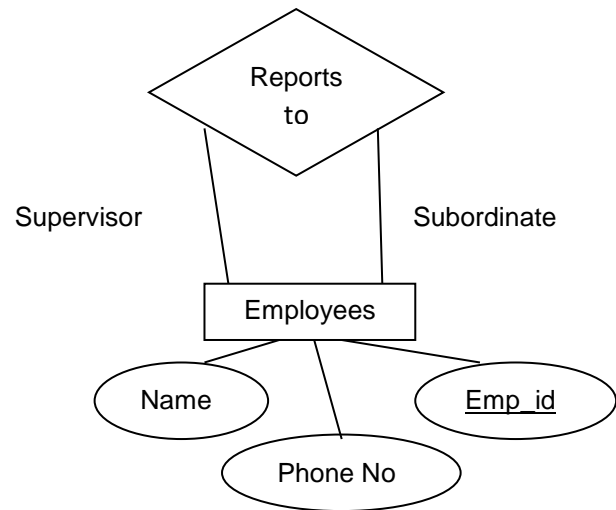 Reports
to
Supervisor
Subordinate
Employees
Name
Emp_id
Phone No